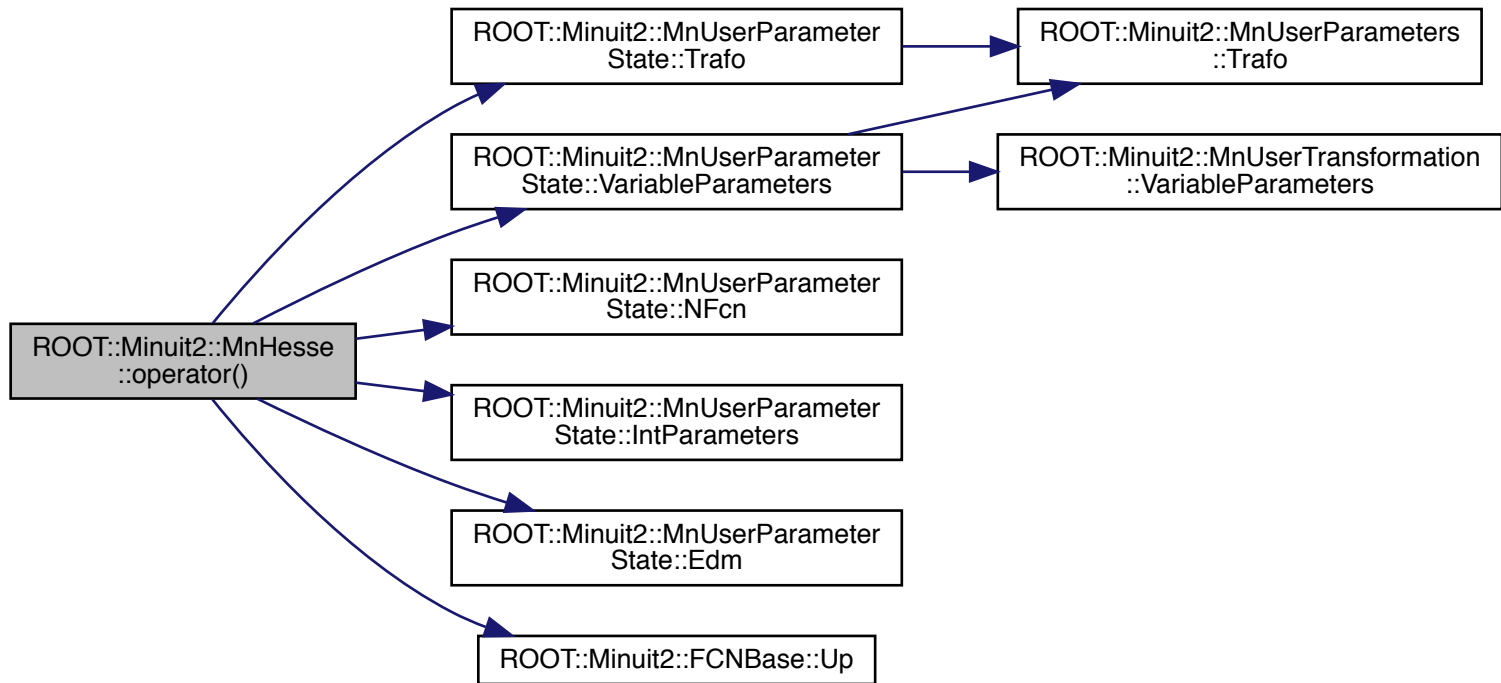 ROOT::Minuit2::MnHesse
::operator()
ROOT::Minuit2::MnUserParameter
State::Trafo
ROOT::Minuit2::MnUserParameters
::Trafo
ROOT::Minuit2::MnUserParameter
State::VariableParameters
ROOT::Minuit2::MnUserTransformation
::VariableParameters
ROOT::Minuit2::MnUserParameter
State::NFcn
ROOT::Minuit2::MnUserParameter
State::IntParameters
ROOT::Minuit2::MnUserParameter
State::Edm
ROOT::Minuit2::FCNBase::Up